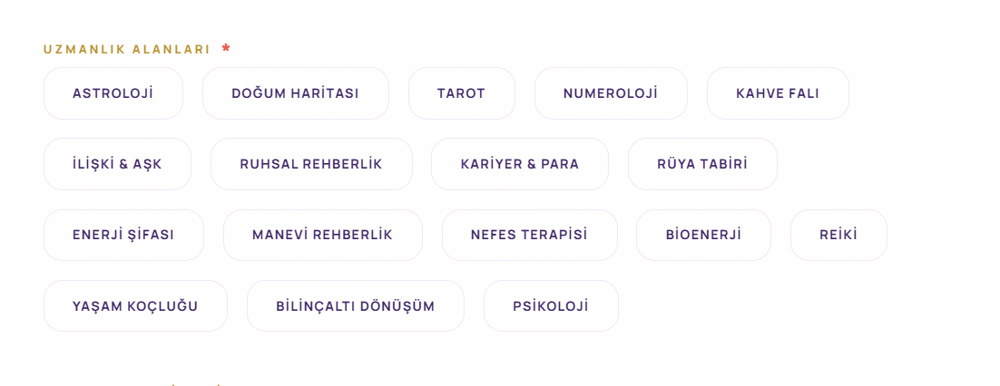 UZMANLIK ALANLARI *
ASTROLOJİ DOĞUM HARİTASI TAROT NUMEROLOJİ KAHVE FALI
İLİŞKİ & AŞK RUHSAL REHBERLİK KARİYER & PARA RÜYA TABİRİ
ENERJİ ŞİFASI MANEVİ REHBERLİK NEFES TERAPİSİ BİOENERJİ REİKİ
YAŞAM KOÇLUĞU BİLİNÇALTI DÖNÜŞÜM PSİKOLOJİ